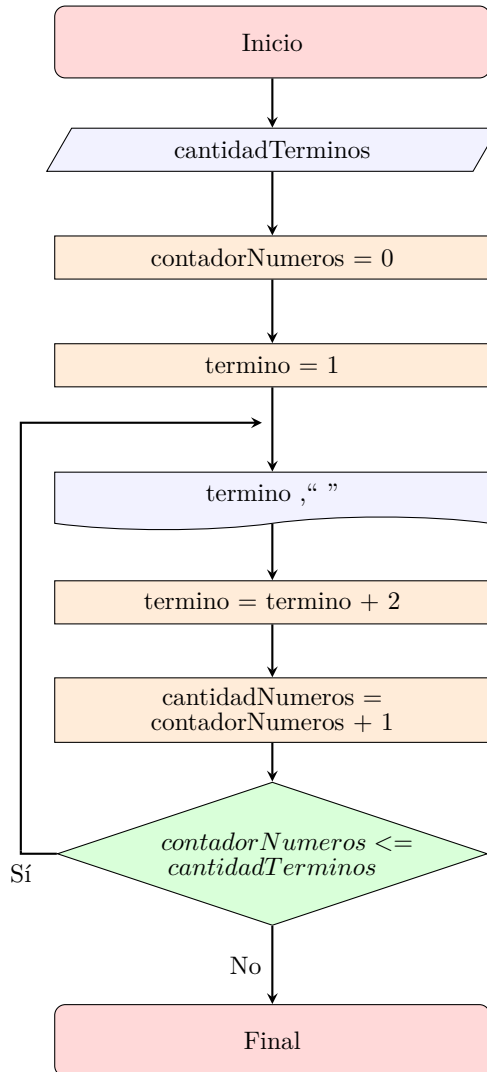 Inicio
cantidadTerminos
contadorNumeros = 0
termino = 1
termino ,“ ”
termino = termino + 2
cantidadNumeros =
contadorNumeros + 1
contadorNumeros <=
cantidadTerminos
Sí
No
Final